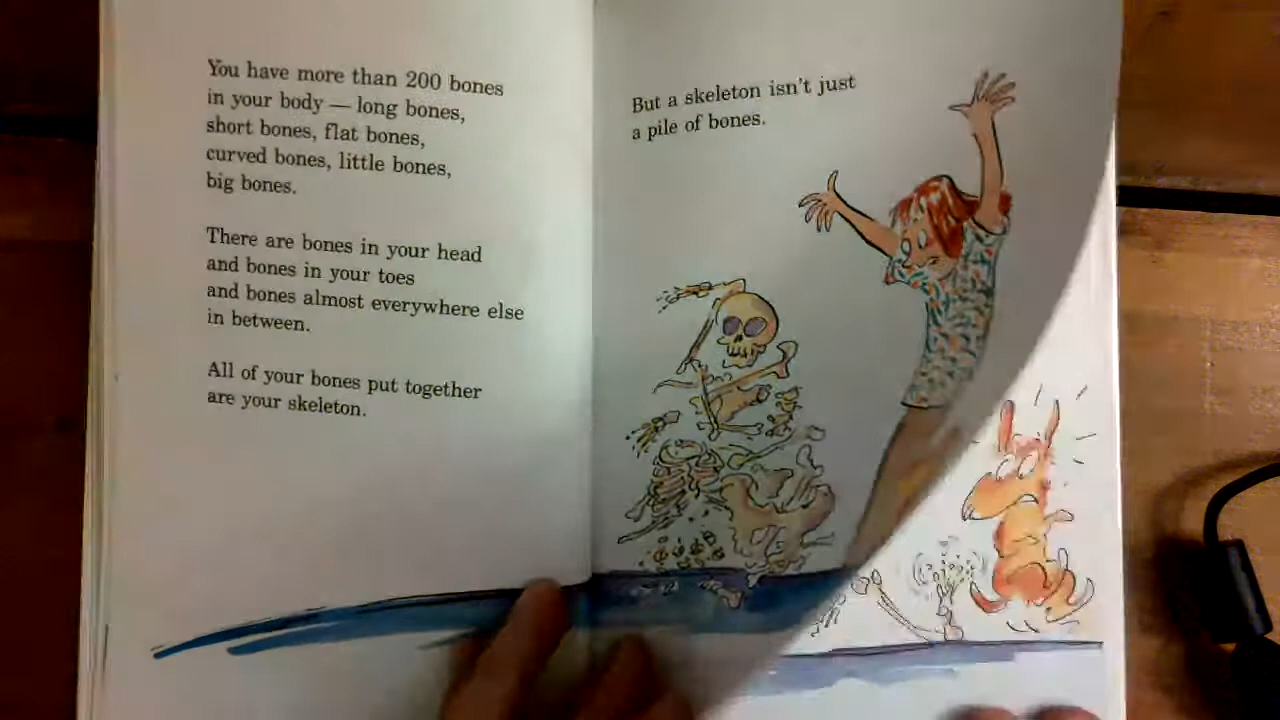 You have more than 200 bones
in your body — long bones,
short bones, flat bones,
curved bones, little bones,
big bones.
There are bones in your head
and bones in your toes
and bones almost everywhere else
in between.
All of your bones put together
are your skeleton.
But a skeleton isn't just
a pile of bones.